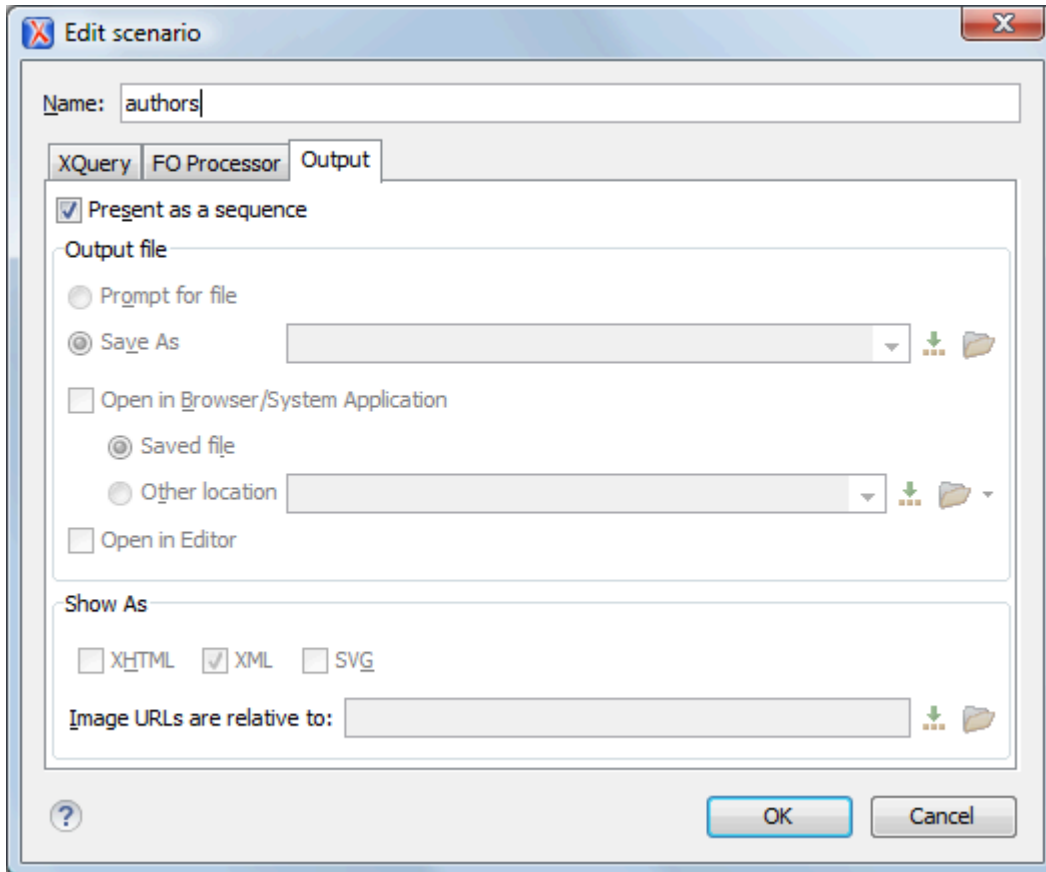 Edit scenario
Name: authors
XQuery FO Processor Output
Present as a sequence
Output file
Prompt for file
Save As
Open in Browser/System Application
Saved file
Other location
Open in Editor
Show As
XHTML XML SVG
Image URLs are relative to:
? OK Cancel